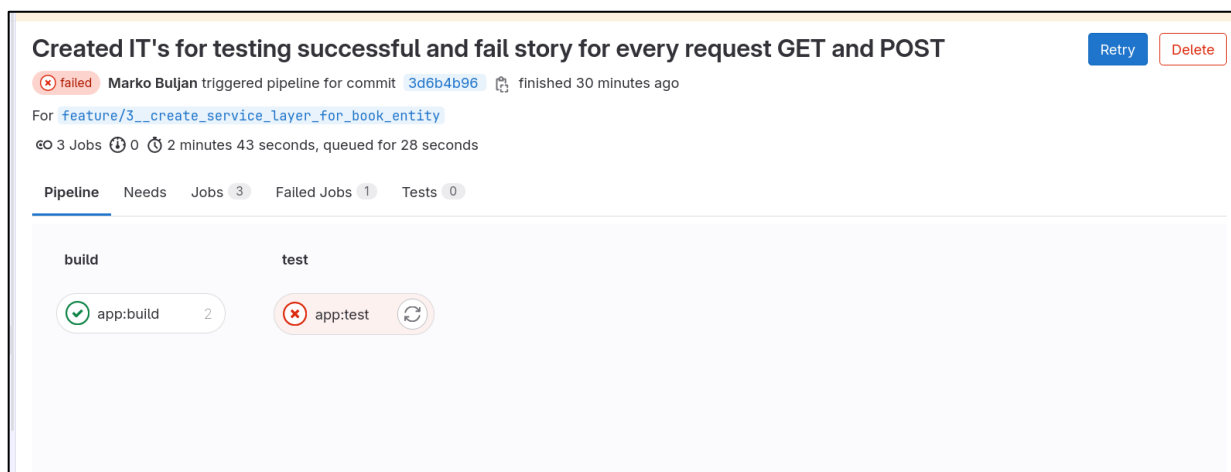 Created IT's for testing successful and fail story for every request GET and POST
Retry
Delete
failed Marko Buljan triggered pipeline for commit 3d6b4b96 finished 30 minutes ago
For feature/3__create_service_layer_for_book_entity
3 Jobs 0 2 minutes 43 seconds, queued for 28 seconds
Pipeline Needs Jobs 3 Failed Jobs 1 Tests 0
build test
app:build 2 app:test